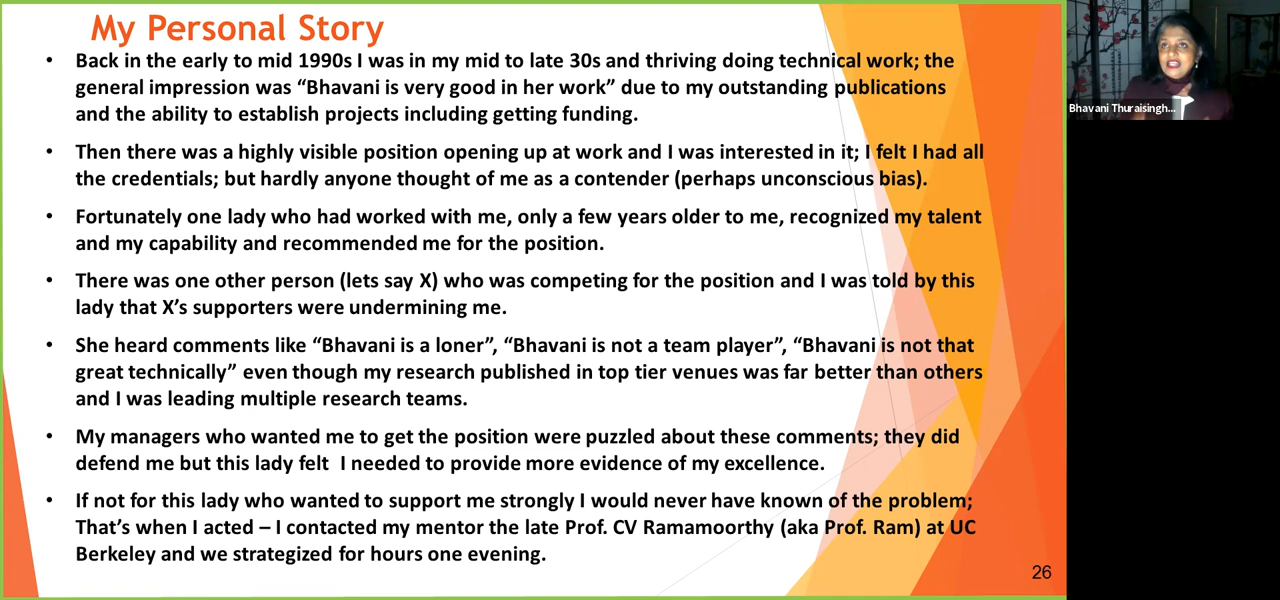 My Personal Story
• Back in the early to mid 1990s I was in my mid to late 30s and thriving doing technical work; the
general impression was “Bhavani is very good in her work” due to my outstanding publications
and the ability to establish projects including getting funding.
• Then there was a highly visible position opening up at work and I was interested in it; I felt I had all
the credentials; but hardly anyone thought of me as a contender (perhaps unconscious bias).
• Fortunately one lady who had worked with me, only a few years older to me, recognized my talent
and my capability and recommended me for the position.
• There was one other person (lets say X) who was competing for the position and I was told by this
lady that X’s supporters were undermining me.
• She heard comments like “Bhavani is a loner”, “Bhavani is not a team player”, “Bhavani is not that
great technically” even though my research published in top tier venues was far better than others
and I was leading multiple research teams.
• My managers who wanted me to get the position were puzzled about these comments; they did
defend me but this lady felt I needed to provide more evidence of my excellence.
• If not for this lady who wanted to support me strongly I would never have known of the problem;
That’s when I acted – I contacted my mentor the late Prof. CV Ramamoorthy (aka Prof. Ram) at UC
Berkeley and we strategized for hours one evening.
26
Bhavani Thuraisingh...